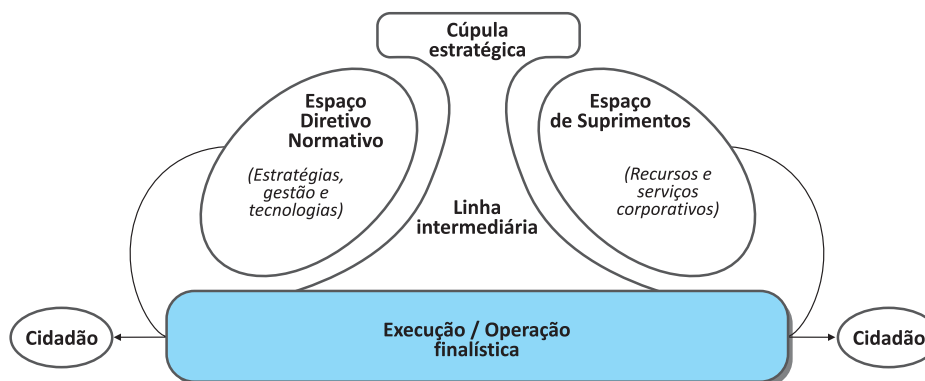 Cúpula
estratégica
Espaço
Diretivo
Normativo
(Estratégias,
gestão e
tecnologias)
Espaço
de Suprimentos
(Recursos e
serviços
corporativos)
Linha
intermediária
Cidadão
Execução / Operação
finalística
Cidadão